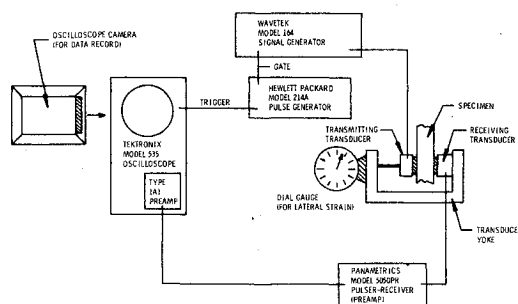 OSCILLOSCOPE CAMERA
(FOR DATA RECORD)
WAVETEK
MODEL 164
SIGNAL GENERATOR
GATE
HEWLETT PACKARD
MODEL 214A
PULSE GENERATOR
TRIGGER
TEKTRONIX
MODEL 535
OSCILLOSCOPE
TYPE
(A)
PREAMP
SPECIMEN
TRANSMITTING
TRANSDUCER
RECEIVING
TRANSDUCER
DIAL GAUGE
(FOR LATERAL STRAIN)
TRANSDUCE
YOKE
PANAMETRICS
MODEL 5050PR
PULSER-RECEIVER
(PREAMP)